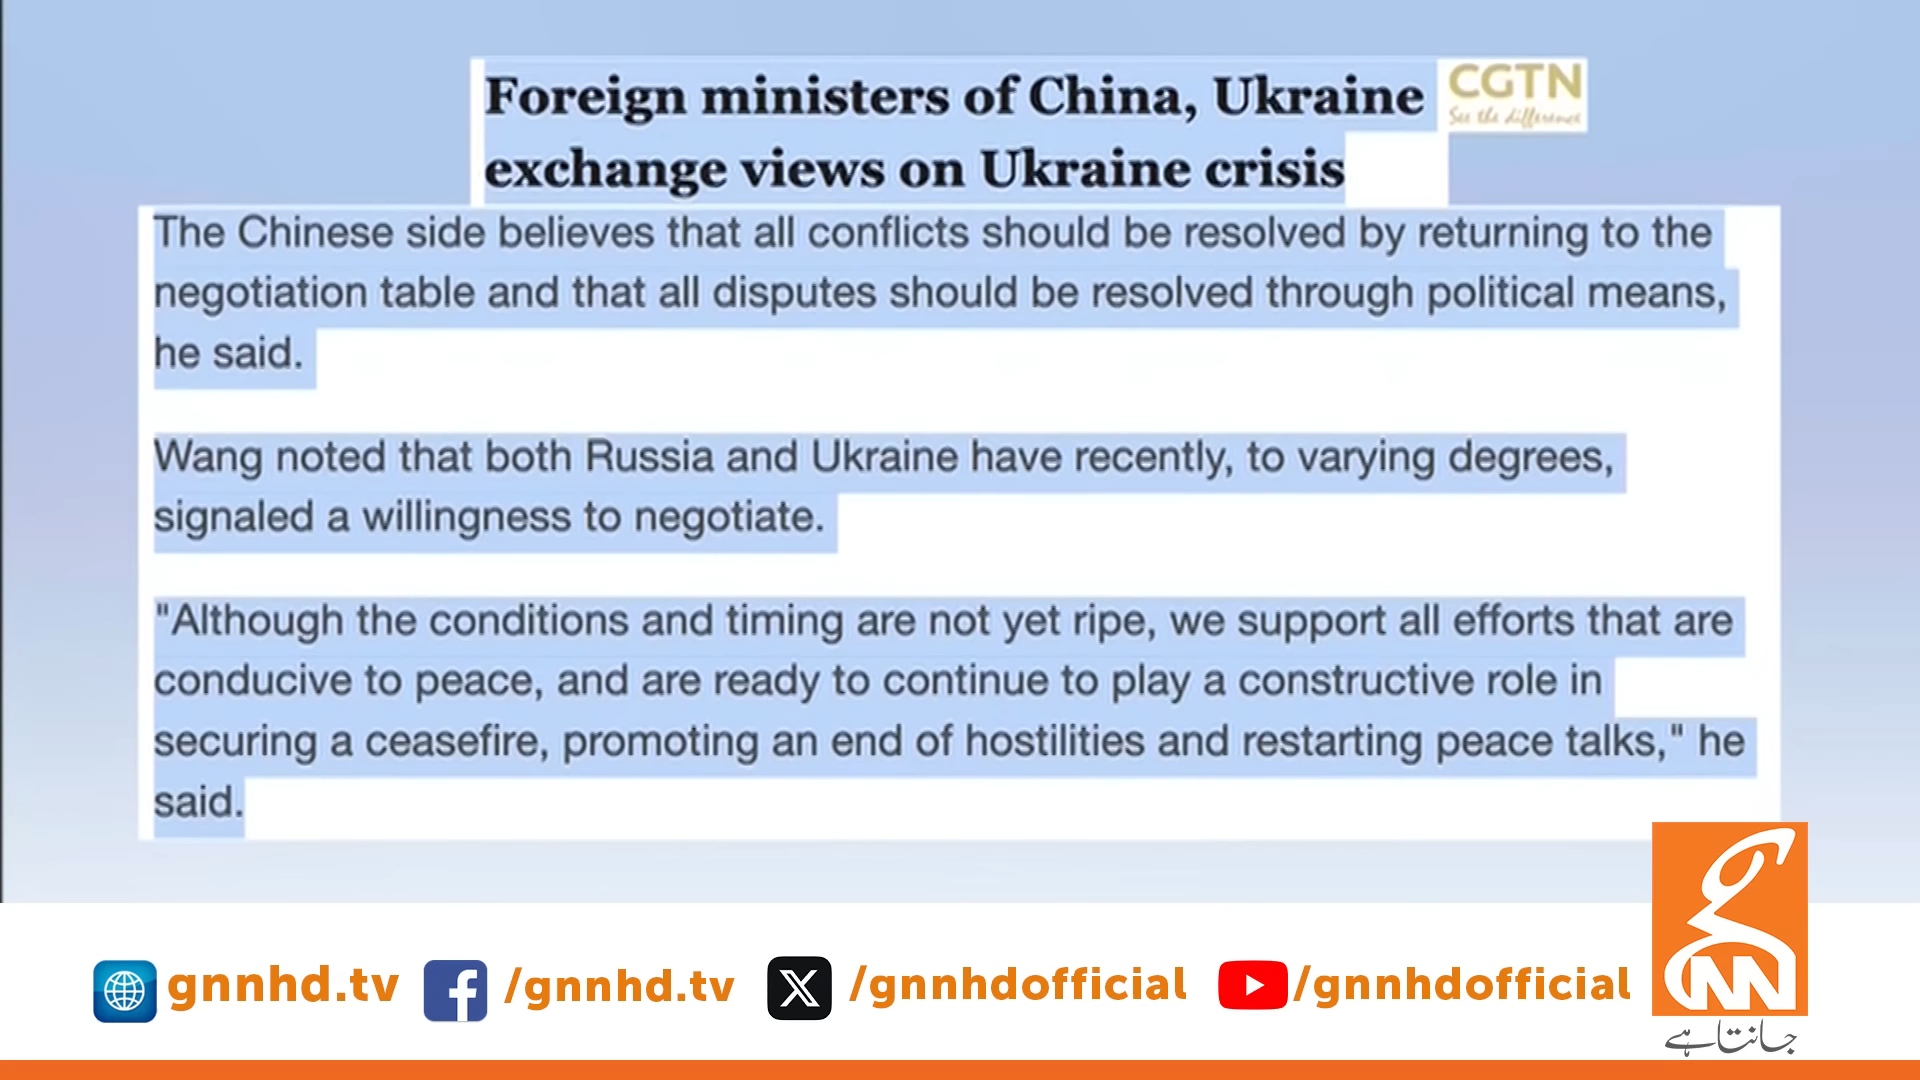 Foreign ministers of China, Ukraine
exchange views on Ukraine crisis
CGTN
See the difference
The Chinese side believes that all conflicts should be resolved by returning to the
negotiation table and that all disputes should be resolved through political means,
he said.
Wang noted that both Russia and Ukraine have recently, to varying degrees,
signaled a willingness to negotiate.
"Although the conditions and timing are not yet ripe, we support all efforts that are
conducive to peace, and are ready to continue to play a constructive role in
securing a ceasefire, promoting an end of hostilities and restarting peace talks," he
said.
gnnhd.tv
/gnnhd.tv
/gnnhdofficial
/gnnhdofficial
GNN
جانتا ہے